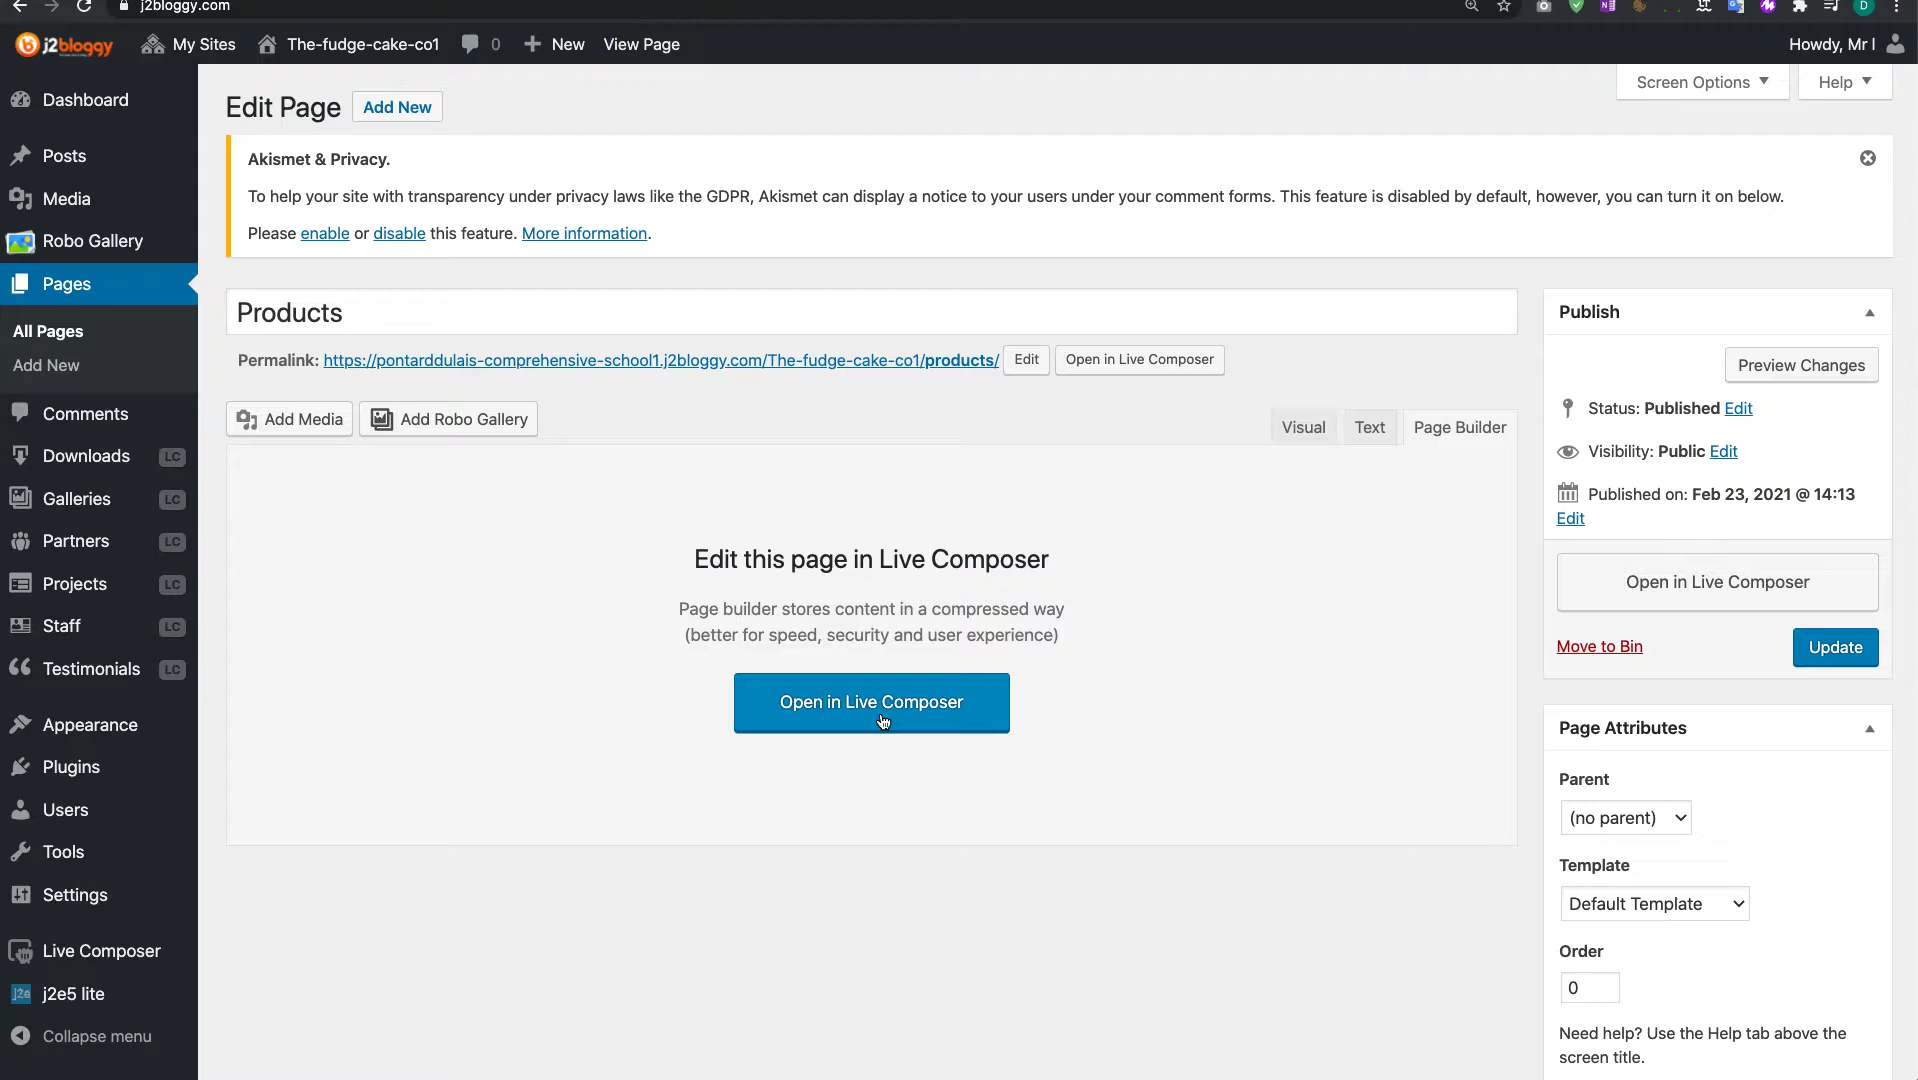 j2bloggy.com
j2bloggy My Sites The-fudge-cake-co1 0 New View Page Howdy, Mr I
Screen Options Help
Dashboard
Posts
Media
Robo Gallery
Pages
All Pages
Add New
Comments
Downloads LC
Galleries LC
Partners LC
Projects LC
Staff LC
Testimonials LC
Appearance
Plugins
Users
Tools
Settings
Live Composer
j2e j2e5 lite
Collapse menu
Edit Page Add New
Akismet & Privacy.
To help your site with transparency under privacy laws like the GDPR, Akismet can display a notice to your users under your comment forms. This feature is disabled by default, however, you can turn it on below.
Please enable or disable this feature. More information.
Products
Permalink: https://pontarddulais-comprehensive-school1.j2bloggy.com/The-fudge-cake-co1/products/ Edit Open in Live Composer
Add Media Add Robo Gallery Visual Text Page Builder
Edit this page in Live Composer
Page builder stores content in a compressed way
(better for speed, security and user experience)
Open in Live Composer
Publish
Preview Changes
Status: Published Edit
Visibility: Public Edit
Published on: Feb 23, 2021 @ 14:13
Edit
Open in Live Composer
Move to Bin Update
Page Attributes
Parent
(no parent)
Template
Default Template
Order
0
Need help? Use the Help tab above the
screen title.